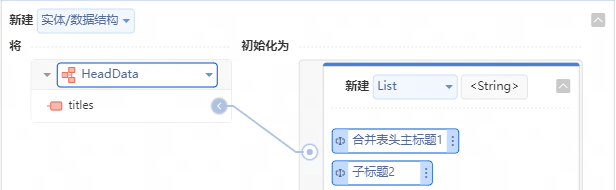 新建 实体/数据结构
将 初始化为
HeadData
新建 List <String>
titles
合并表头主标题1
子标题2